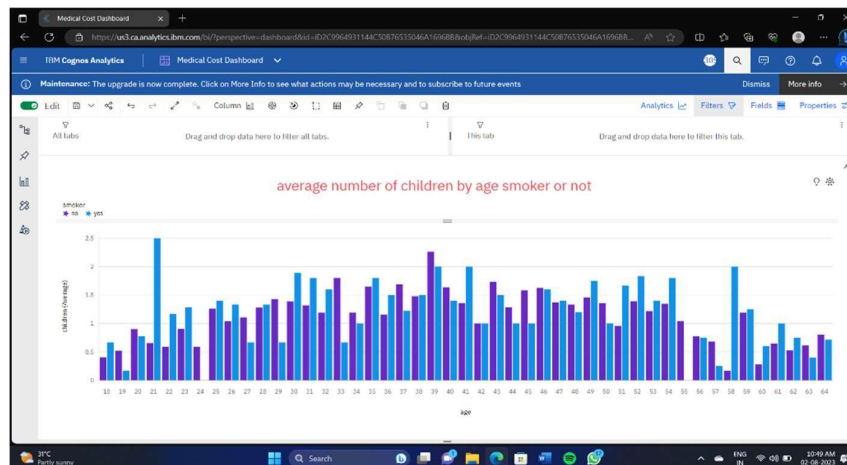 Medical Cost Dashboard
https://us3.ca.analytics.ibm.com/bi/?perspective=dashboard&id=iD2C9964931144C50B76535046A1696B8&objRef=iD2C9964931144C50B76535046A1696B8...
IBM Cognos Analytics
Medical Cost Dashboard
Maintenance: The upgrade is now complete. Click on More Info to see what actions may be necessary and to subscribe to future events
Dismiss
More info
Edit
Column
Analytics
Filters
Fields
Properties
All tabs
Drag and drop data here to filter all tabs.
This tab
Drag and drop data here to filter this tab.
average number of children by age smoker or not
smoker
no yes
2.5
2
1.5
1
0.5
0
children (Average)
18 19 20 21 22 23 24 25 26 27 28 29 30 31 32 33 34 35 36 37 38 39 40 41 42 43 44 45 46 47 48 49 50 51 52 53 54 55 56 57 58 59 60 61 62 63 64
age
31°C
Partly sunny
Search
ENG
IN
10:49 AM
02-08-2023